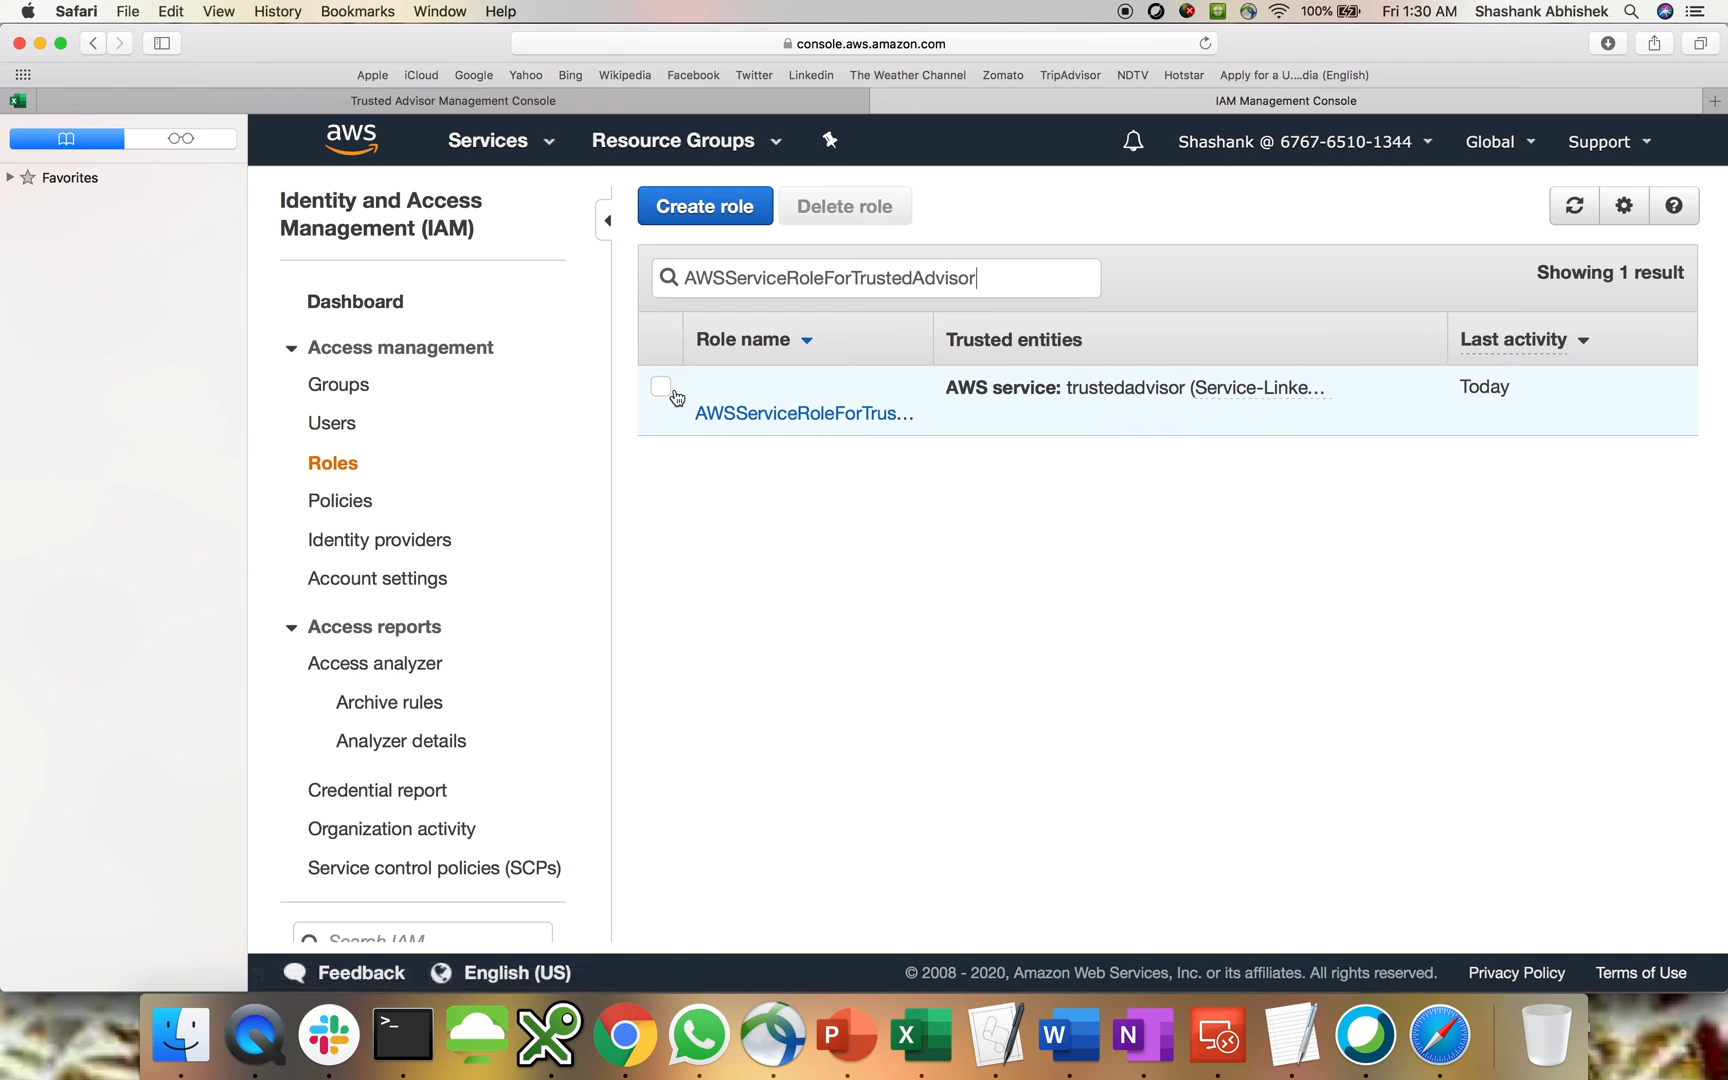 Safari File Edit View History Bookmarks Window Help 100% Fri 1:30 AM Shashank Abhishek
console.aws.amazon.com
Apple iCloud Google Yahoo Bing Wikipedia Facebook Twitter Linkedin The Weather Channel Zomato TripAdvisor NDTV Hotstar Apply for a U....dia (English)
Trusted Advisor Management Console IAM Management Console
Favorites
aws Services Resource Groups Shashank @ 6767-6510-1344 Global Support
Identity and Access
Management (IAM)
Dashboard
Access management
Groups
Users
Roles
Policies
Identity providers
Account settings
Access reports
Access analyzer
Archive rules
Analyzer details
Credential report
Organization activity
Service control policies (SCPs)
Search IAM
Create role Delete role
AWSServiceRoleForTrustedAdvisor Showing 1 result
Role name Trusted entities Last activity
AWSServiceRoleForTrus... AWS service: trustedadvisor (Service-Linke... Today
Feedback English (US) © 2008 - 2020, Amazon Web Services, Inc. or its affiliates. All rights reserved. Privacy Policy Terms of Use
>_ P X W N